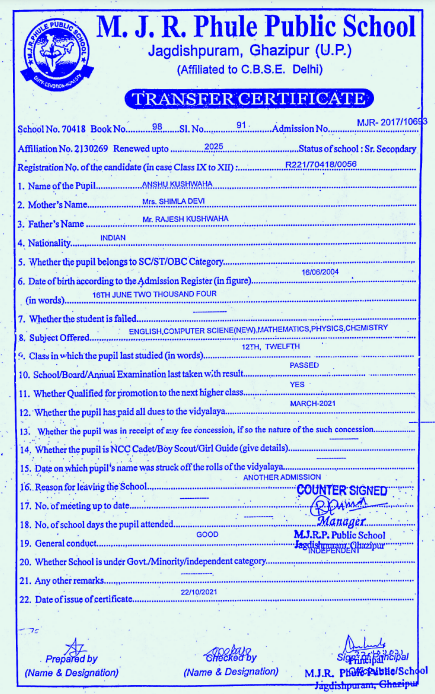 M. J. R. Phule Public School
Jagdishpuram, Ghazipur (U.P.)
(Affiliated to C.B.S.E. Delhi)
TRANSFER CERTIFICATE
School No. 70418 Book No. 98 Sl. No. 91 Admission No. MJR- 2017/10693
Affiliation No. 2130269 Renewed upto 2025 Status of school : Sr. Secondary
Registration No. of the candidate (in case Class IX to XII) : R221/70418/0056
1. Name of the Pupil ANSHU KUSHWAHA
2. Mother's Name Mrs. SHIMLA DEVI
3. Father's Name Mr. RAJESH KUSHWAHA
4. Nationality INDIAN
5. Whether the pupil belongs to SC/ST/OBC Category
6. Date of birth according to the Admission Register (in figure) 16/06/2004
(in words) 16TH JUNE TWO THOUSAND FOUR
7. Whether the student is failed
8. Subject Offered ENGLISH,COMPUTER SCIENE(NEW),MATHEMATICS,PHYSICS,CHEMISTRY
9. Class in which the pupil last studied (in words) 12TH, TWELFTH
10. School/Board/Annual Examination last taken with result PASSED
11. Whether Qualified for promotion to the next higher class YES
12. Whether the pupil has paid all dues to the vidyalaya MARCH-2021
13. Whether the pupil was in receipt of any fee concession, if so the nature of such concession
14. Whether the pupil is NCC Cadet/Boy Scout/Girl Guide (give details)
15. Date on which pupil's name was struck off the rolls of the vidyalaya
16. Reason for leaving the School ANOTHER ADMISSION
COUNTER SIGNED
17. No. of meeting up to date
Manager
18. No. of school days the pupil attended
M.J.R.P. Public School
19. General conduct GOOD
Jagdishpuram, Ghazipur
20. Whether School is under Govt./Minority/independent category INDEPENDENT
21. Any other remarks
22. Date of issue of certificate 22/10/2021
Prepared by
(Name & Designation)
Checked by
(Name & Designation)
Principal
M.J.R. Phule Public School
Jagdishpuram, Ghazipur